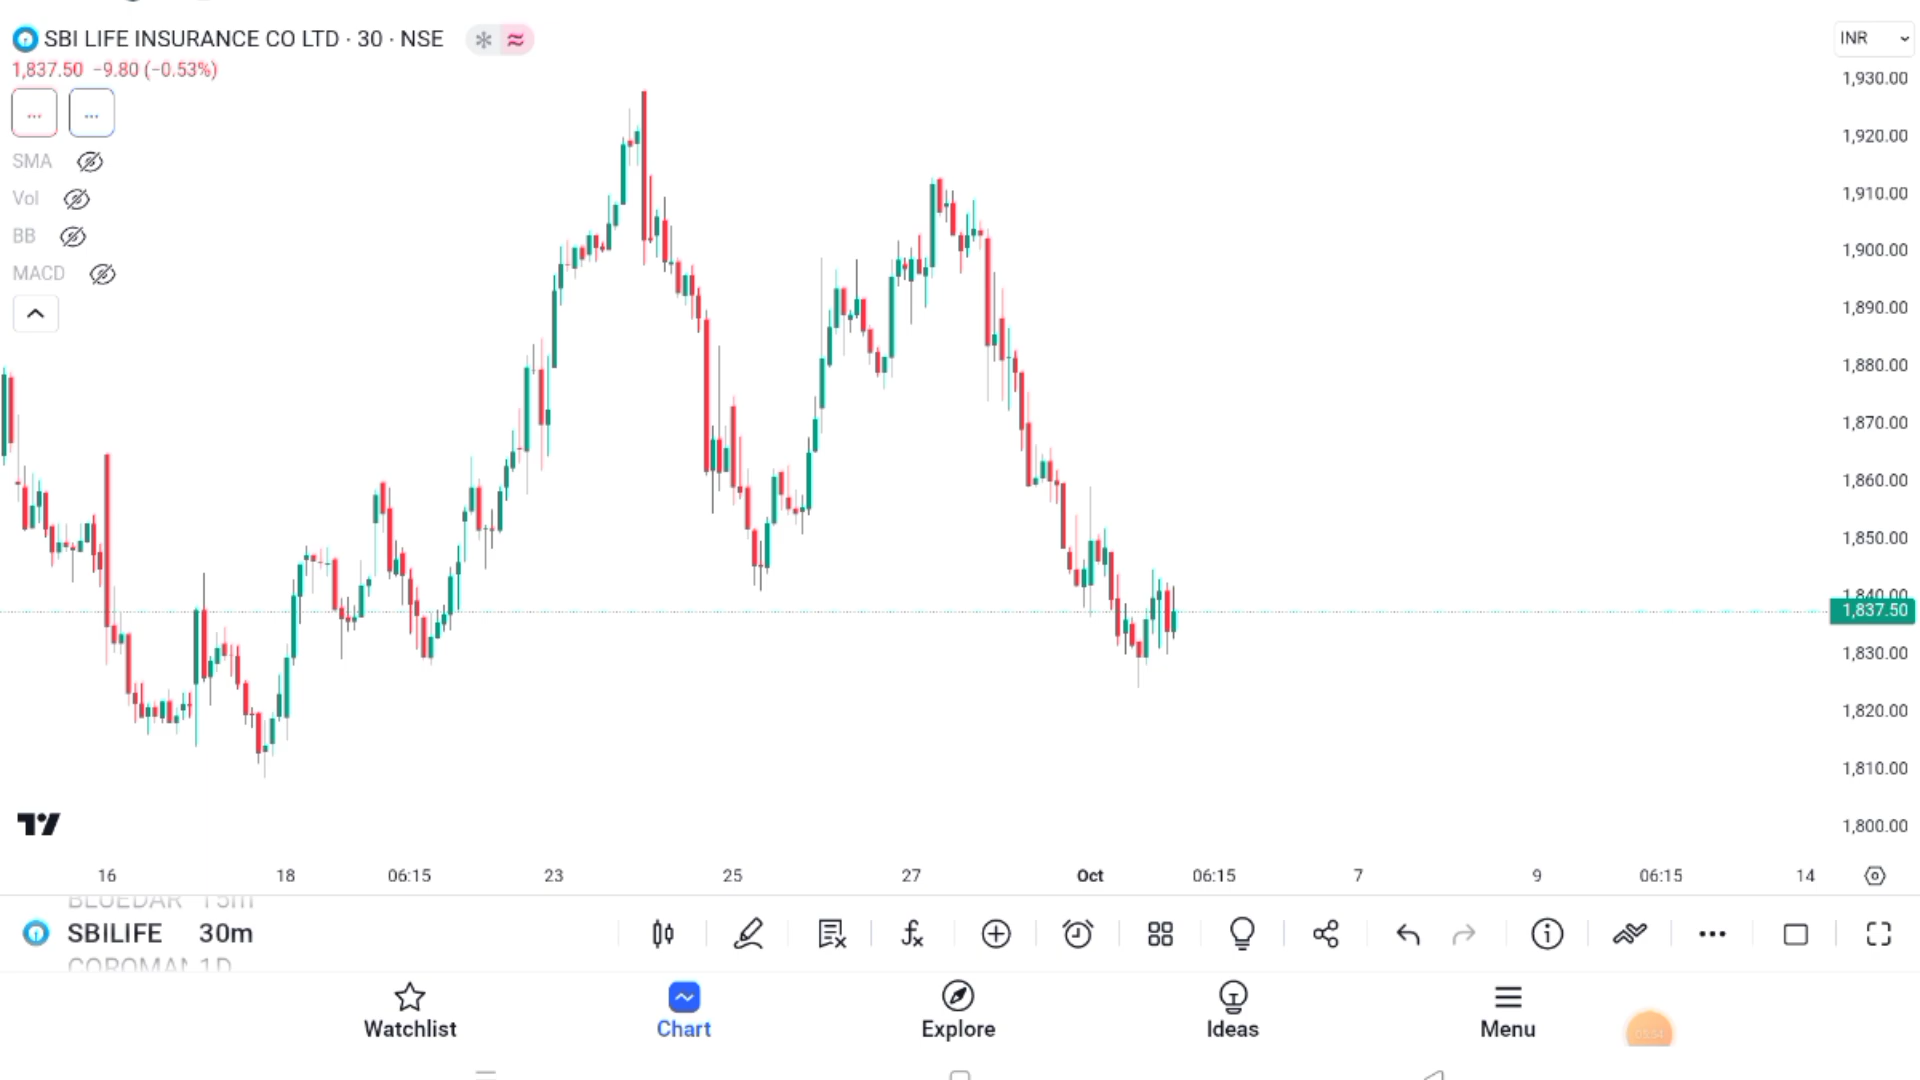 SBI LIFE INSURANCE CO LTD · 30 · NSE
INR
1,837.50 −9.80 (−0.53%)
SMA
Vol
BB
MACD
1,930.00
1,920.00
1,910.00
1,900.00
1,890.00
1,880.00
1,870.00
1,860.00
1,850.00
1,840.00
1,837.50
1,830.00
1,820.00
1,810.00
1,800.00
16 18 06:15 23 25 27 Oct 06:15 7 9 06:15 14
BLUEDAR 15m
SBILIFE 30m
COROMAN 1D
Watchlist Chart Explore Ideas Menu